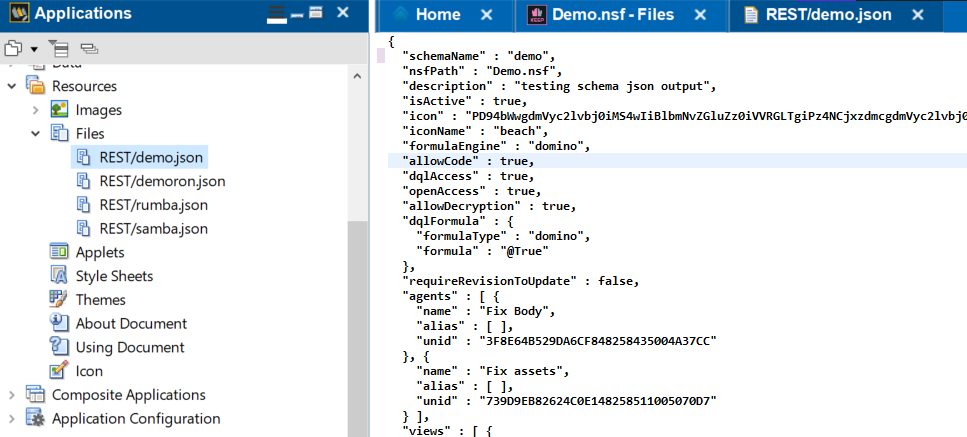 Applications
Data
Resources
Images
Files
REST/demo.json
REST/demoron.json
REST/rumba.json
REST/samba.json
Applets
Style Sheets
Themes
About Document
Using Document
Icon
Composite Applications
Application Configuration
Home
KEEP
Demo.nsf - Files
REST/demo.json
{
"schemaName" : "demo",
"nsfPath" : "Demo.nsf",
"description" : "testing schema json output",
"isActive" : true,
"icon" : "PD94bWwgdmVyc2lvbj0iMS4wIiBlbmNvZGluZz0iVVRGLTgiPz4NCjxzdmcgdmVyc2lvbj0
"iconName" : "beach",
"formulaEngine" : "domino",
"allowCode" : true,
"dqlAccess" : true,
"openAccess" : true,
"allowDecryption" : true,
"dqlFormula" : {
"formulaType" : "domino",
"formula" : "@True"
},
"requireRevisionToUpdate" : false,
"agents" : [ {
"name" : "Fix Body",
"alias" : [ ],
"unid" : "3F8E64B529DA6CF848258435004A37CC"
}, {
"name" : "Fix assets",
"alias" : [ ],
"unid" : "739D9EB82624C0E148258511005070D7"
} ],
"views" : [ {